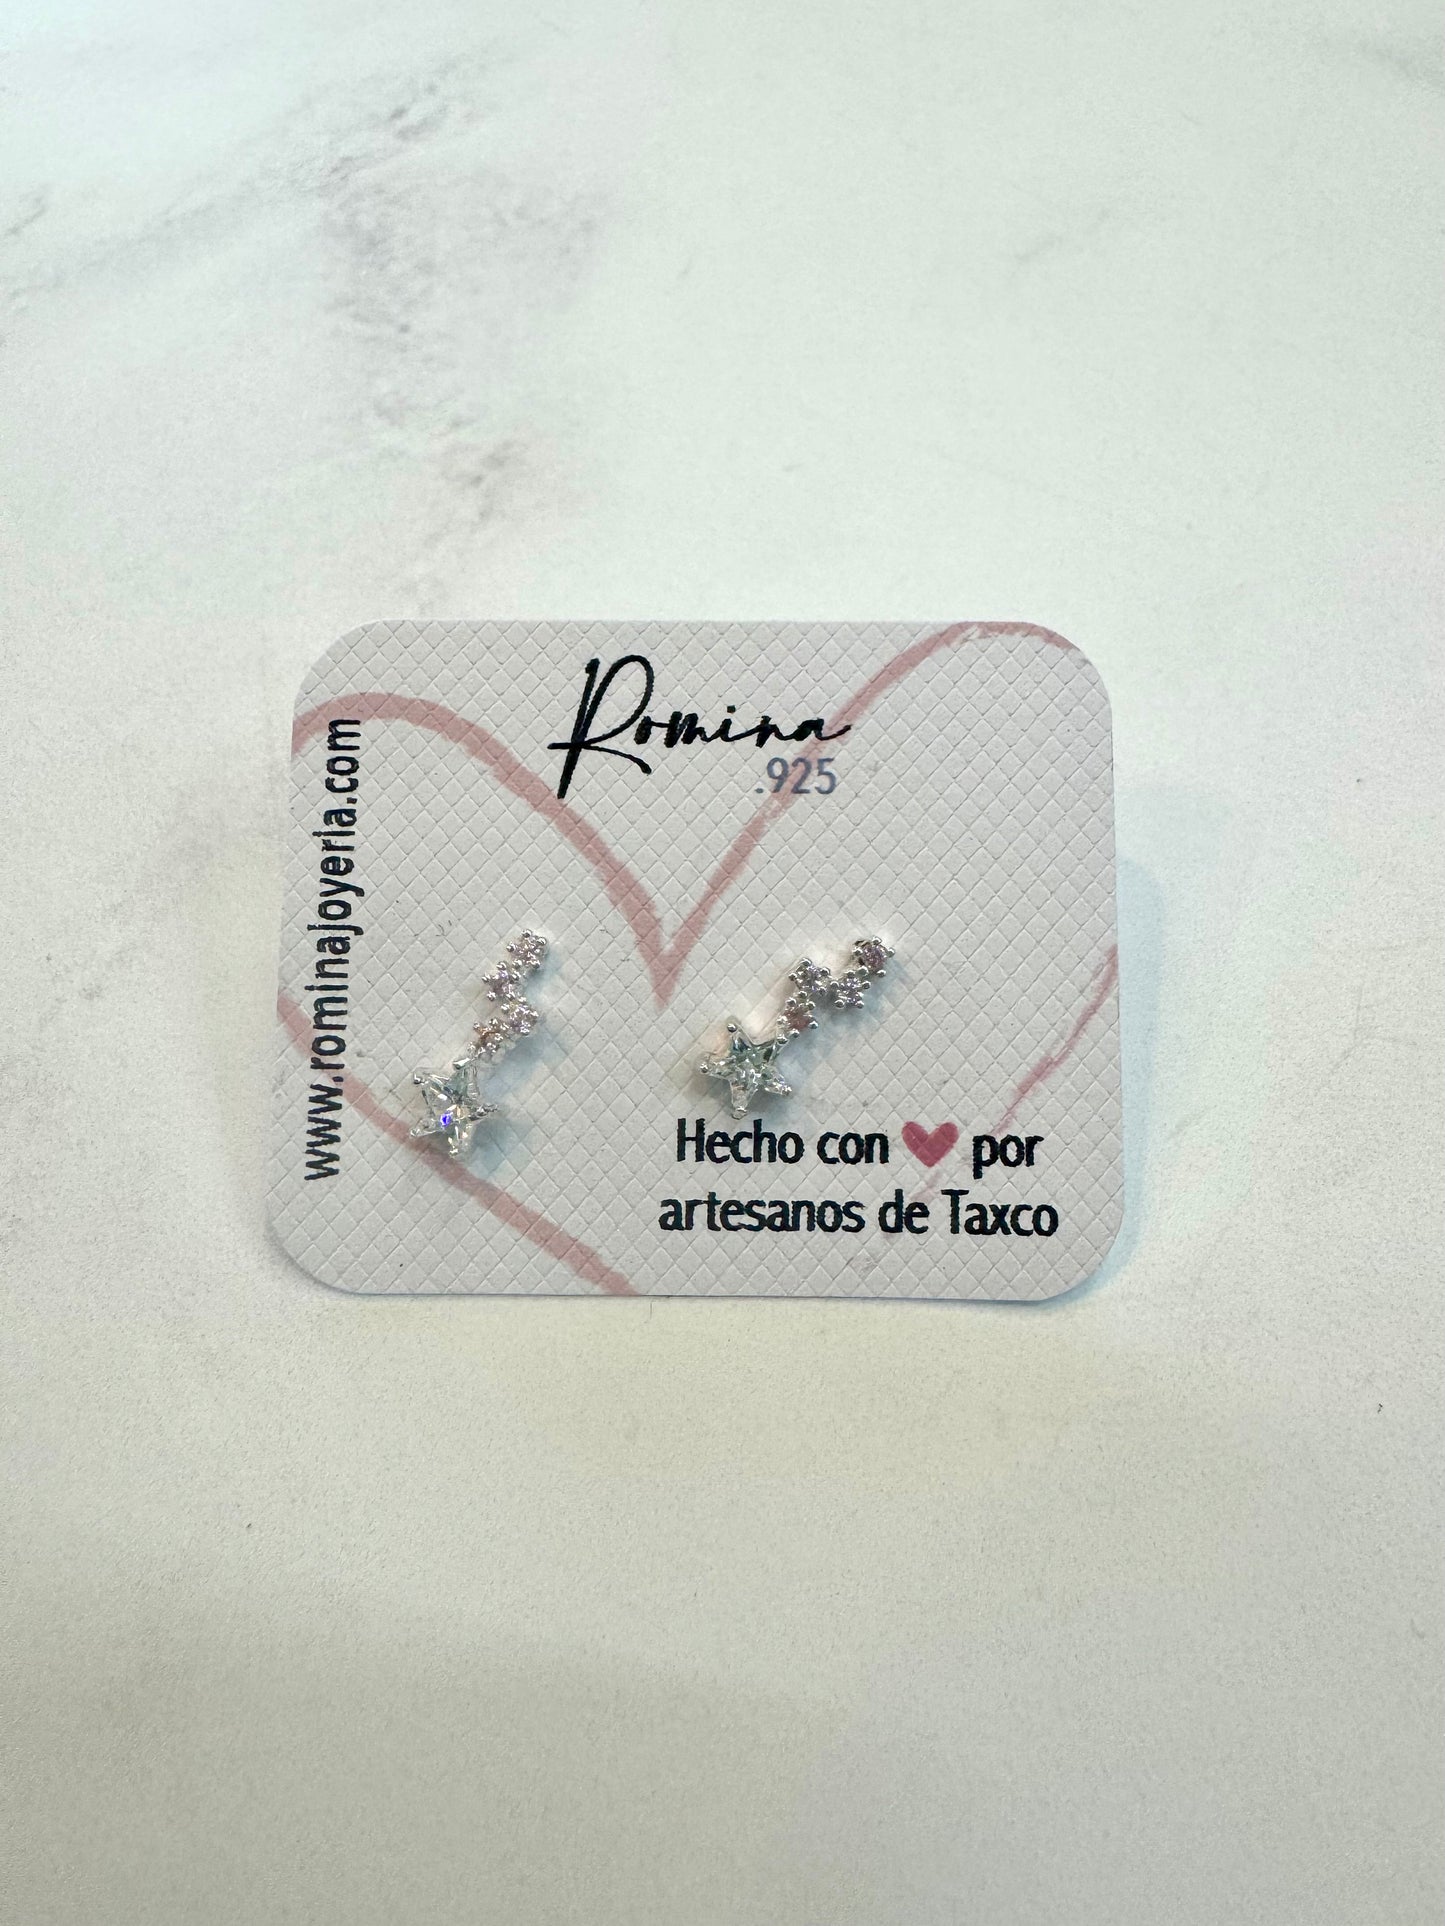 Romina
.925
www.rominajoyeria.com
Hecho con ❤ por
artesanos de Taxco